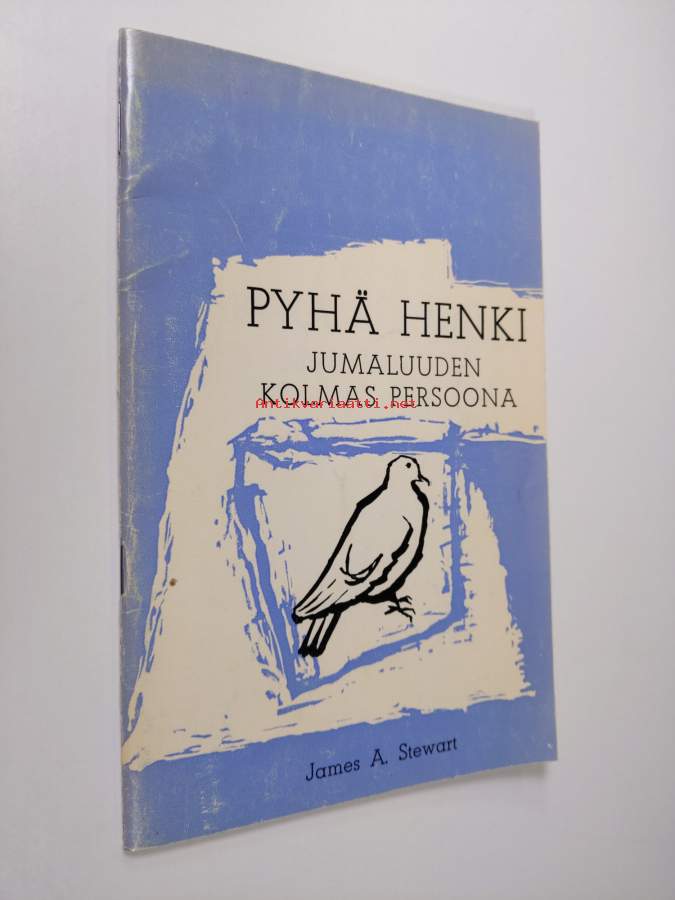 PYHÄ HENKI
JUMALUUDEN
KOLMAS PERSOONA
Antikvariaatti.net
James A. Stewart